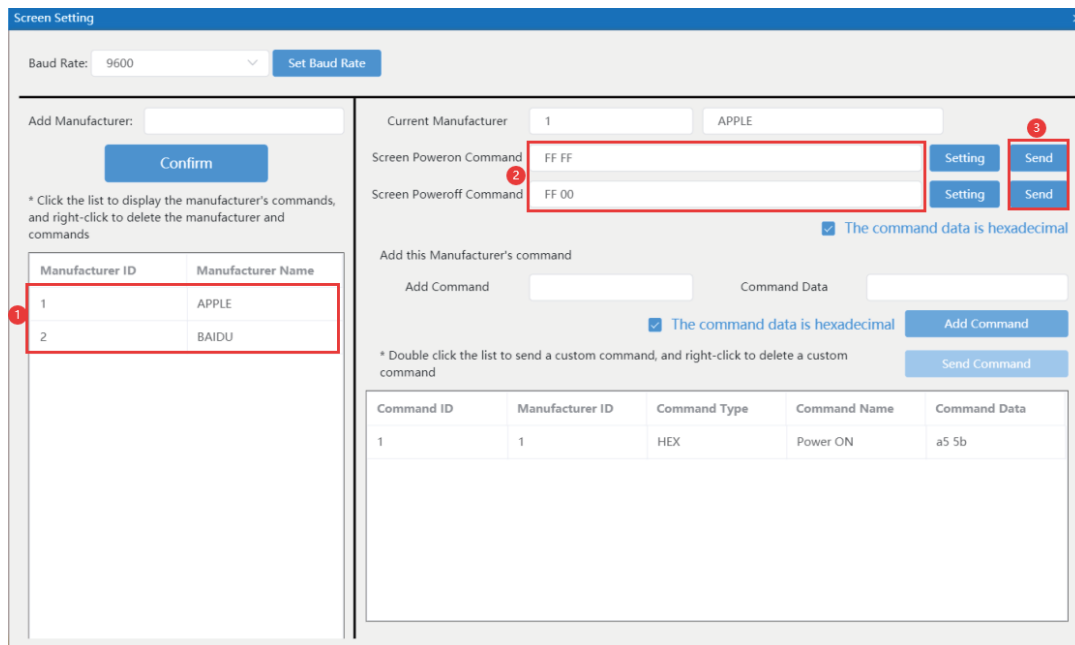 Screen Setting
Baud Rate: 9600 Set Baud Rate
Add Manufacturer:
Confirm
* Click the list to display the manufacturer's commands,
and right-click to delete the manufacturer and
commands
Manufacturer ID Manufacturer Name
1 APPLE
1
2 BAIDU
Current Manufacturer 1 APPLE
3
Screen Poweron Command FF FF Setting Send
2
Screen Poweroff Command FF 00 Setting Send
The command data is hexadecimal
Add this Manufacturer's command
Add Command Command Data
The command data is hexadecimal Add Command
* Double click the list to send a custom command, and right-click to delete a custom
command
Send Command
Command ID Manufacturer ID Command Type Command Name Command Data
1 1 HEX Power ON a5 5b